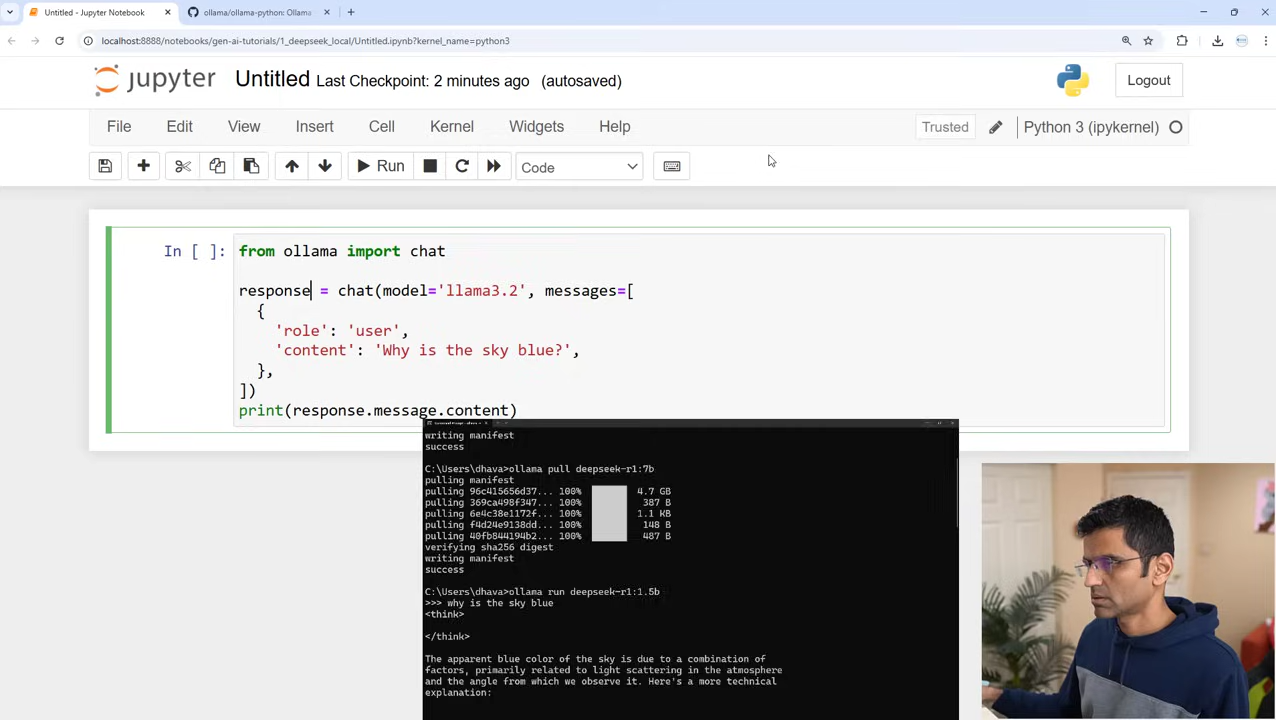 Untitled - Jupyter Notebook
ollama/ollama-python: Ollama
localhost:8888/notebooks/gen-ai-tutorials/1_deepseek_local/Untitled.ipynb?kernel_name=python3
jupyter Untitled Last Checkpoint: 2 minutes ago (autosaved)
Logout
File Edit View Insert Cell Kernel Widgets Help
Trusted Python 3 (ipykernel)
Run Code
In [ ]: from ollama import chat
response = chat(model='llama3.2', messages=[
{
'role': 'user',
'content': 'Why is the sky blue?',
},
])
print(response.message.content)
writing manifest
success
C:\Users\dhava>ollama pull deepseek-r1:7b
pulling manifest
pulling 96c415656d37... 100% 4.7 GB
pulling 369ca498f347... 100% 387 B
pulling 6e4c38e1172f... 100% 1.1 KB
pulling f4d24e9138dd... 100% 148 B
pulling 40fb844194b2... 100% 487 B
verifying sha256 digest
writing manifest
success
C:\Users\dhava>ollama run deepseek-r1:1.5b
>>> why is the sky blue
<think>
</think>
The apparent blue color of the sky is due to a combination of
factors, primarily related to light scattering in the atmosphere
and the angle from which we observe it. Here's a more technical
explanation: